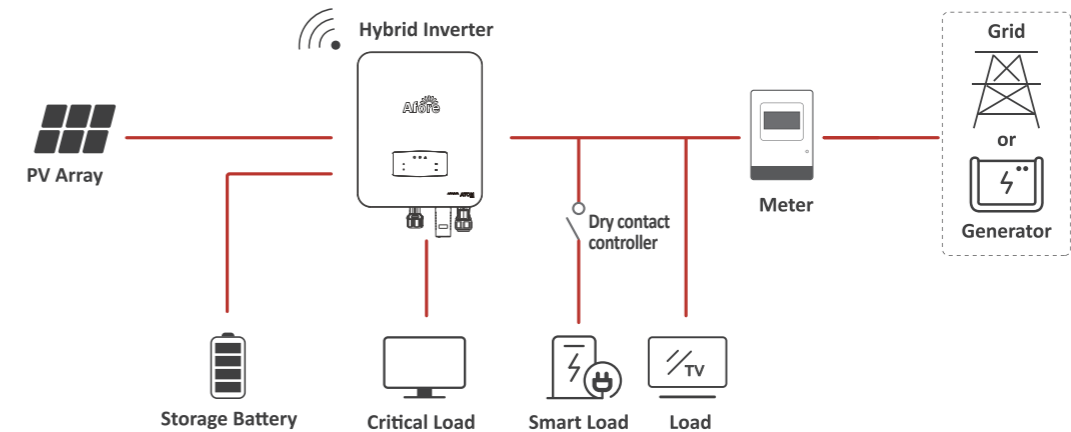 Hybrid Inverter
Grid
Afore
PV Array
or
Meter
Dry contact
controller
Generator
TV
Storage Battery
Critical Load
Smart Load
Load